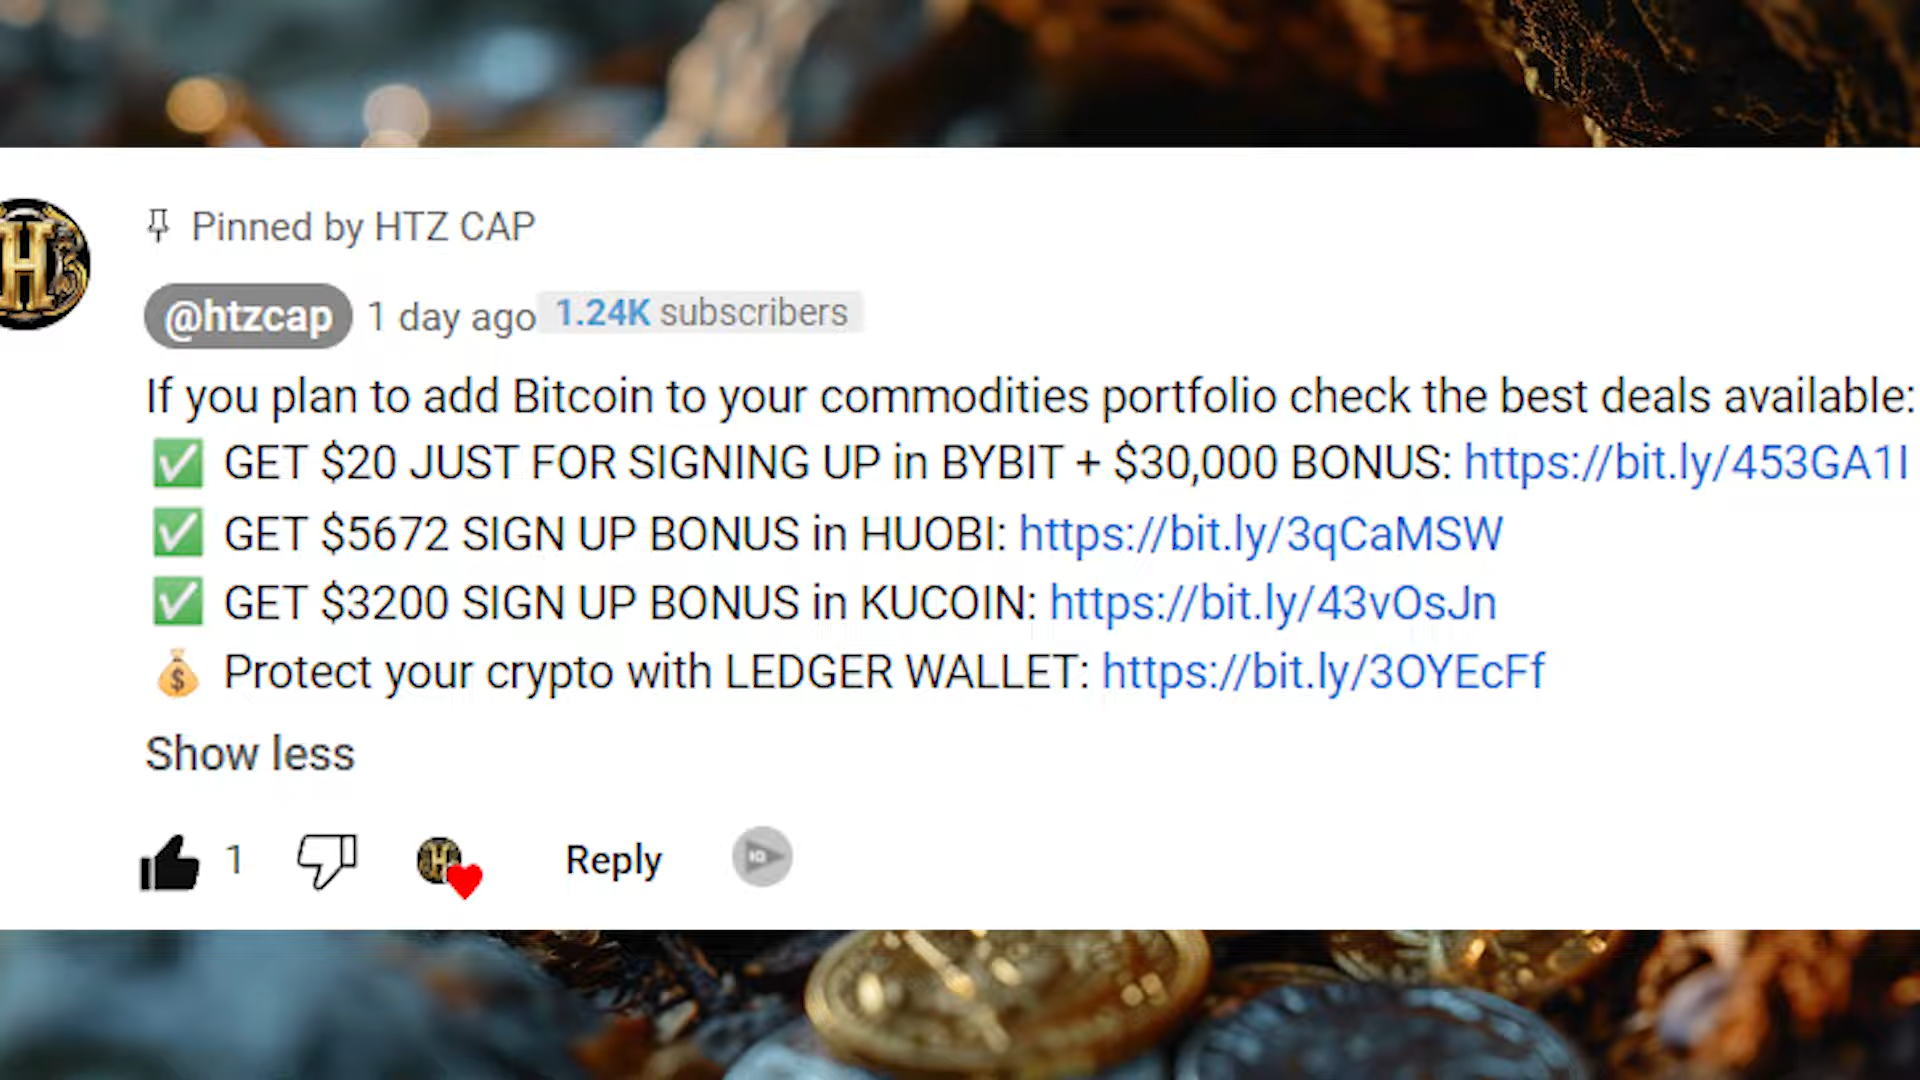 Pinned by HTZ CAP
@htzcap 1 day ago 1.24K subscribers
If you plan to add Bitcoin to your commodities portfolio check the best deals available:
✅ GET $20 JUST FOR SIGNING UP in BYBIT + $30,000 BONUS: https://bit.ly/453GA1I
✅ GET $5672 SIGN UP BONUS in HUOBI: https://bit.ly/3qCaMSW
✅ GET $3200 SIGN UP BONUS in KUCOIN: https://bit.ly/43vOsJn
💰 Protect your crypto with LEDGER WALLET: https://bit.ly/3OYEcFf
Show less
1 Reply